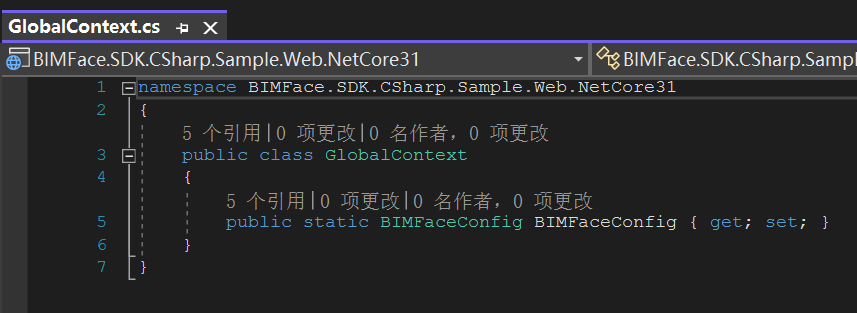 GlobalContext.cs
BIMFace.SDK.CSharp.Sample.Web.NetCore31 BIMFace.SDK.CSharp.Sampl
1 namespace BIMFace.SDK.CSharp.Sample.Web.NetCore31
2 {
5 个引用|0 项更改|0 名作者，0 项更改
3 public class GlobalContext
4 {
5 个引用|0 项更改|0 名作者，0 项更改
5 public static BIMFaceConfig BIMFaceConfig { get; set; }
6 }
7 }